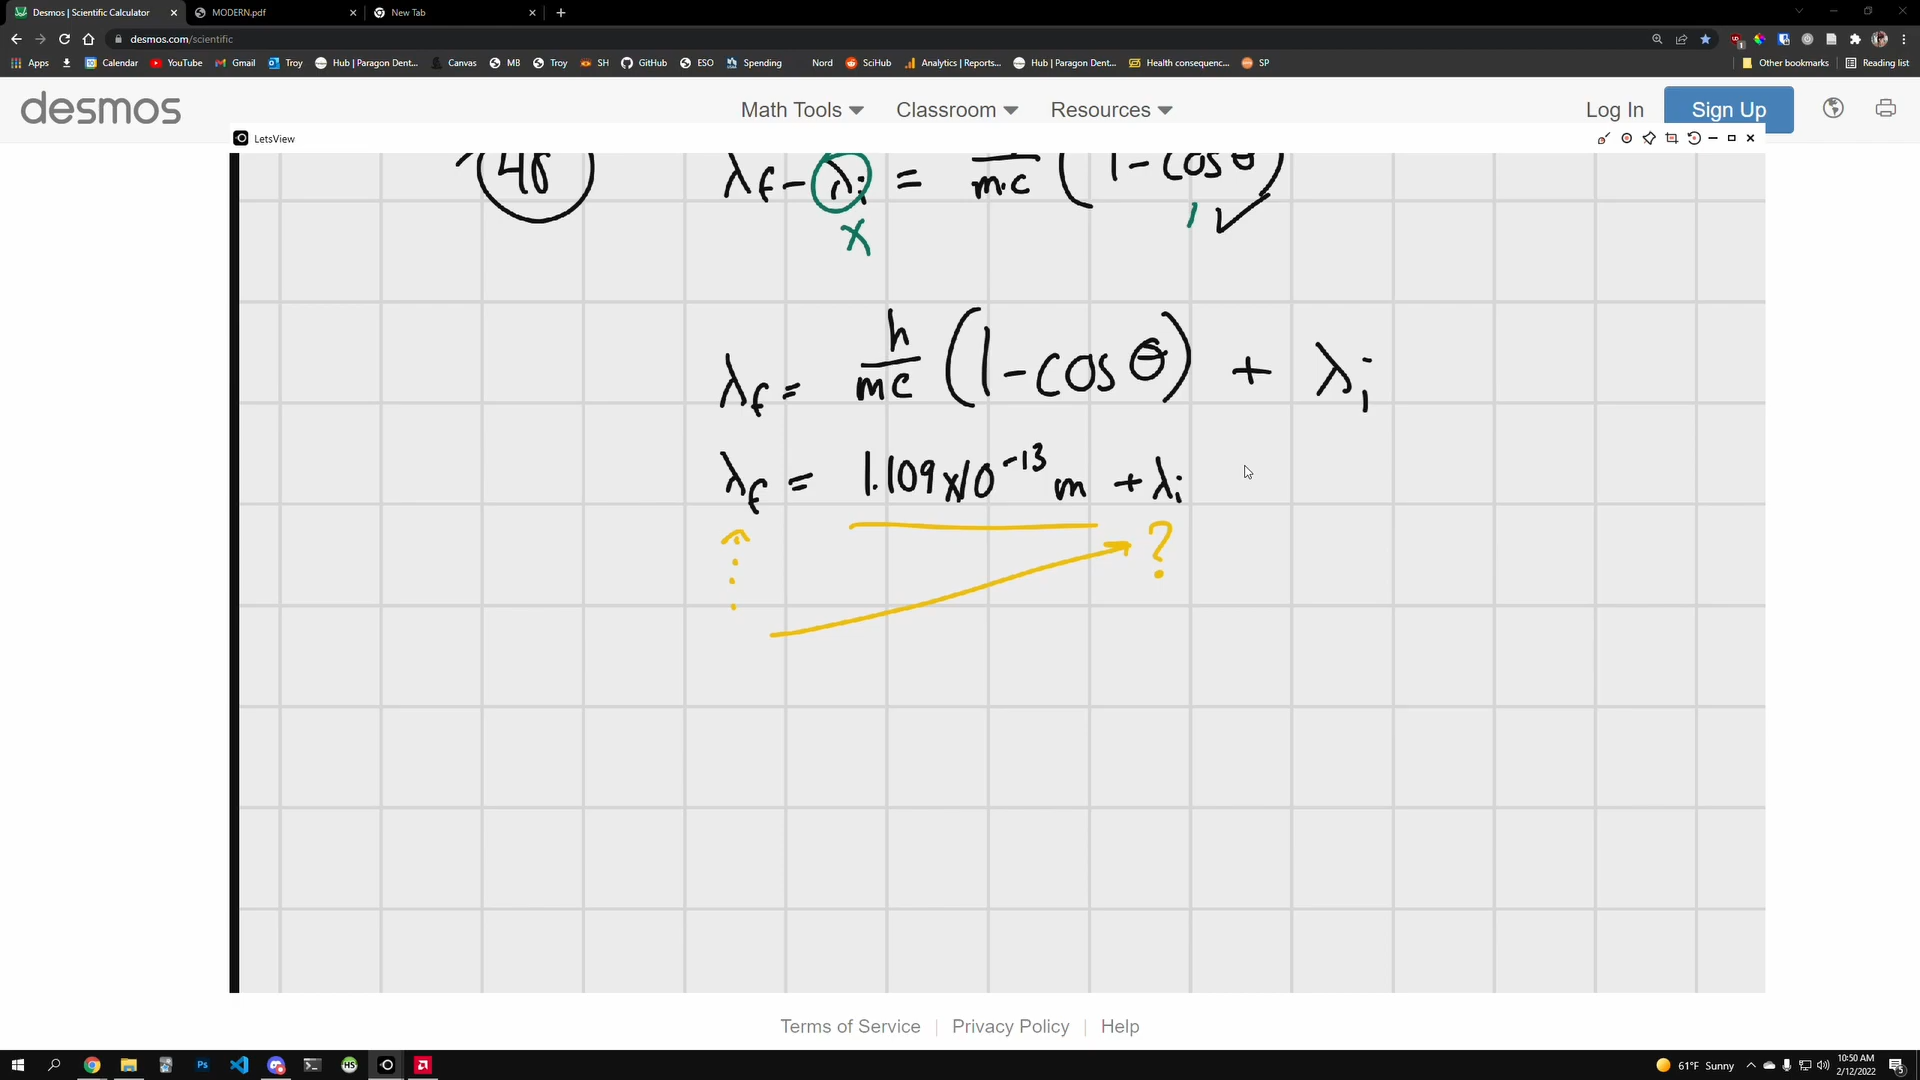 Desmos | Scientific Calculator
MODERN.pdf
New Tab
desmos.com/scientific
Apps
Calendar
YouTube
Gmail
Troy
Hub | Paragon Dent...
Canvas
MB
Troy
SH
GitHub
ESO
Spending
Nord
SciHub
Analytics | Reports...
Hub | Paragon Dent...
Health consequenc...
SP
Other bookmarks
Reading list
desmos
Math Tools
Classroom
Resources
Log In
Sign Up
LetsView
λf - λi = mc (1 - cos θ)
x
λf = h/mc (1 - cos θ) + λi
λf = 1.109 x 10^-13 m + λi
?
Terms of Service | Privacy Policy | Help
61°F Sunny
10:50 AM
2/12/2022